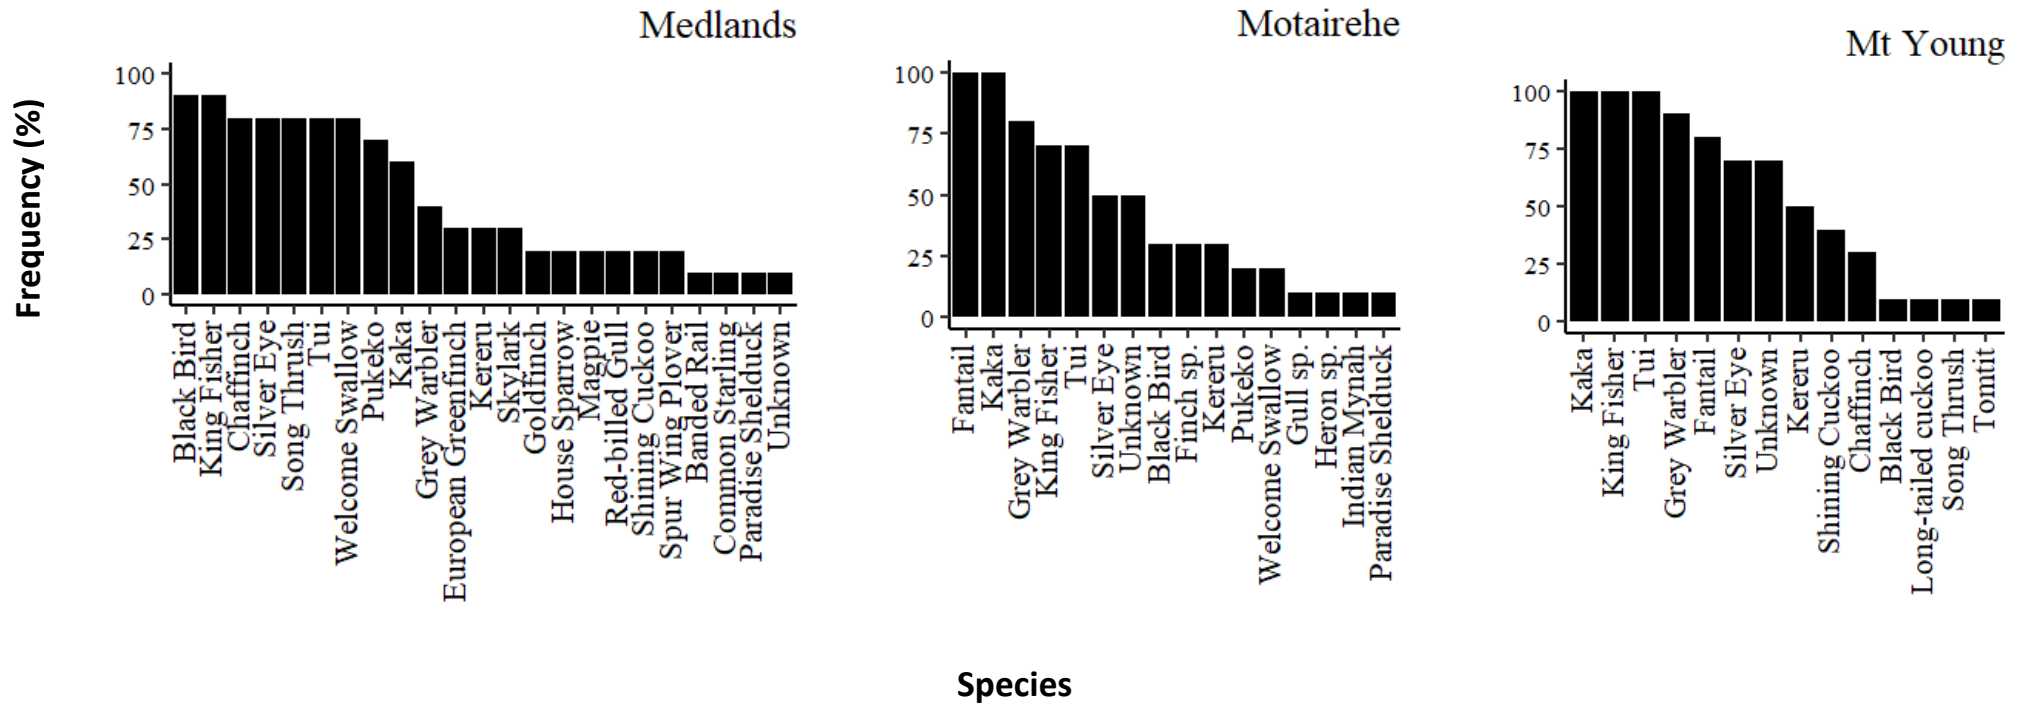 Medlands
Motairehe
Mt Young
Frequency (%)
100
75
50
25
0
Black Bird
King Fisher
Chaffinch
Silver Eye
Song Thrush
Tui
Welcome Swallow
Pukeko
Kaka
Grey Warbler
European Greenfinch
Kereru
Skylark
Goldfinch
House Sparrow
Magpie
Red-billed Gull
Shining Cuckoo
Spur Wing Plover
Banded Rail
Common Starling
Paradise Shelduck
Unknown
100
75
50
25
0
Fantail
Kaka
Grey Warbler
King Fisher
Tui
Silver Eye
Unknown
Black Bird
Finch sp.
Kereru
Pukeko
Welcome Swallow
Gull sp.
Heron sp.
Indian Mynah
Paradise Shelduck
100
75
50
25
0
Kaka
King Fisher
Tui
Grey Warbler
Fantail
Silver Eye
Unknown
Kereru
Shining Cuckoo
Chaffinch
Black Bird
Long-tailed cuckoo
Song Thrush
Tomtit
Species